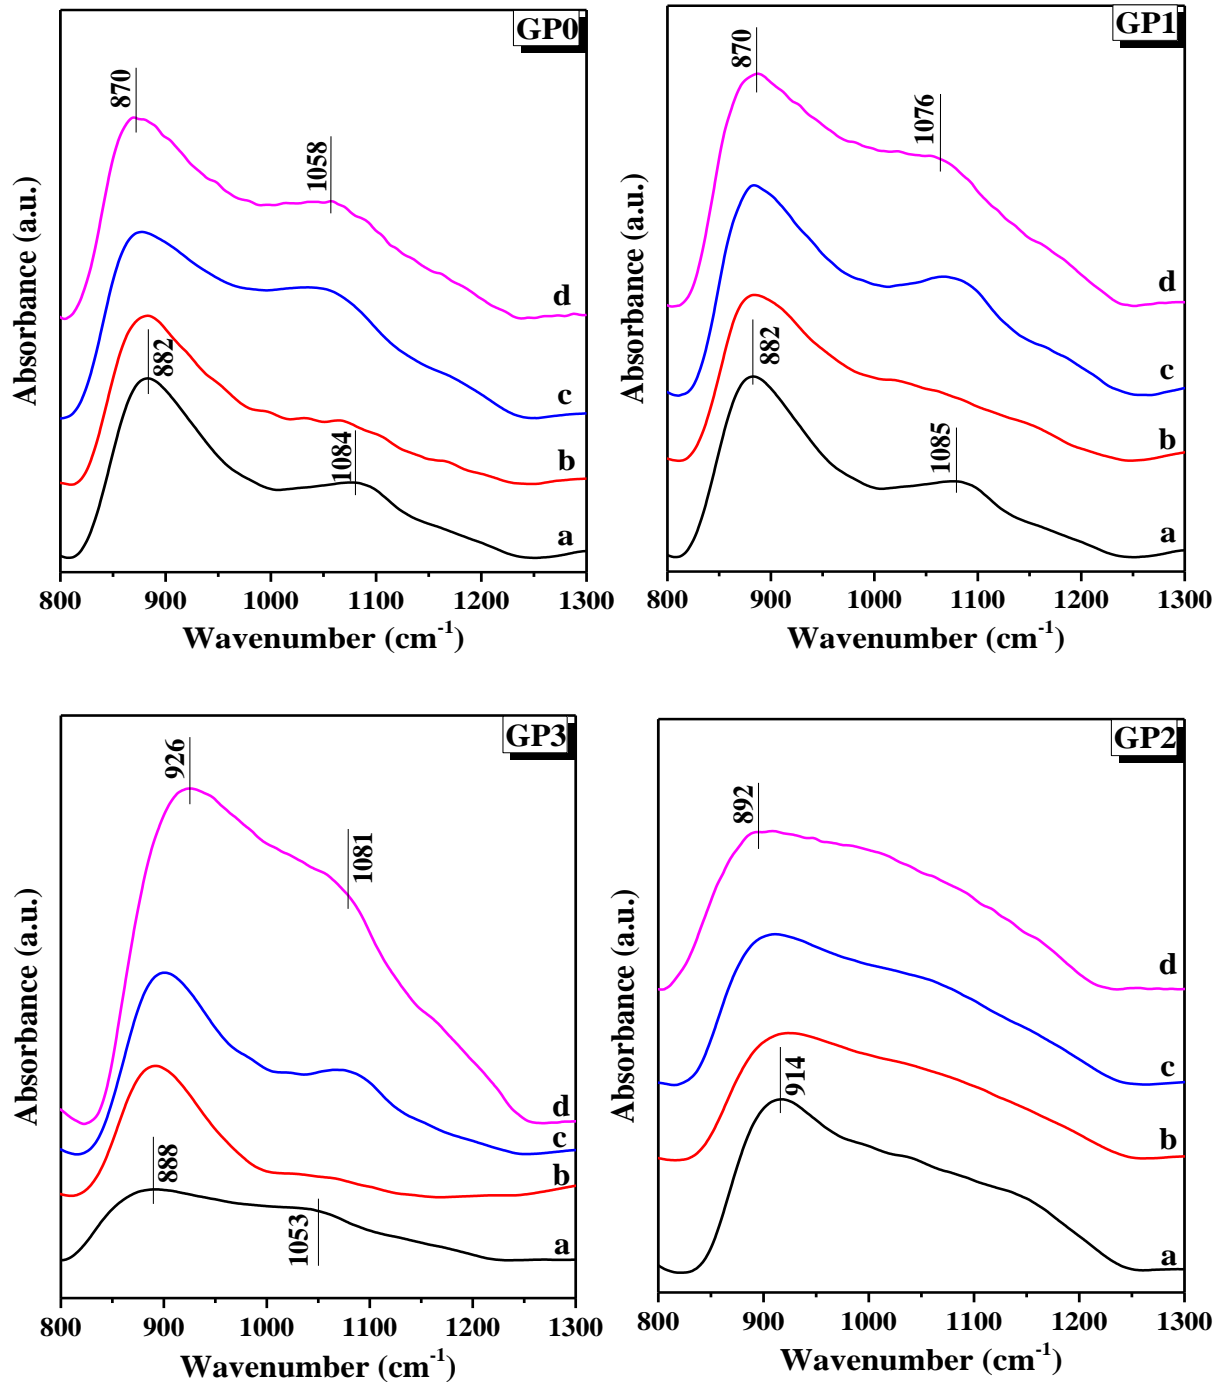 GP0
870
1058
d
c
882
b
1084
a
Absorbance (a.u.)
800 900 1000 1100 1200 1300
Wavenumber (cm⁻¹)
GP1
870
1076
d
c
882
b
1085
a
Absorbance (a.u.)
800 900 1000 1100 1200 1300
Wavenumber (cm⁻¹)
GP3
926
1081
d
c
b
888
1053
a
Absorbance (a.u.)
800 900 1000 1100 1200 1300
Wavenumber (cm⁻¹)
GP2
892
d
c
b
914
a
Absorbance (a.u.)
800 900 1000 1100 1200 1300
Wavenumber (cm⁻¹)